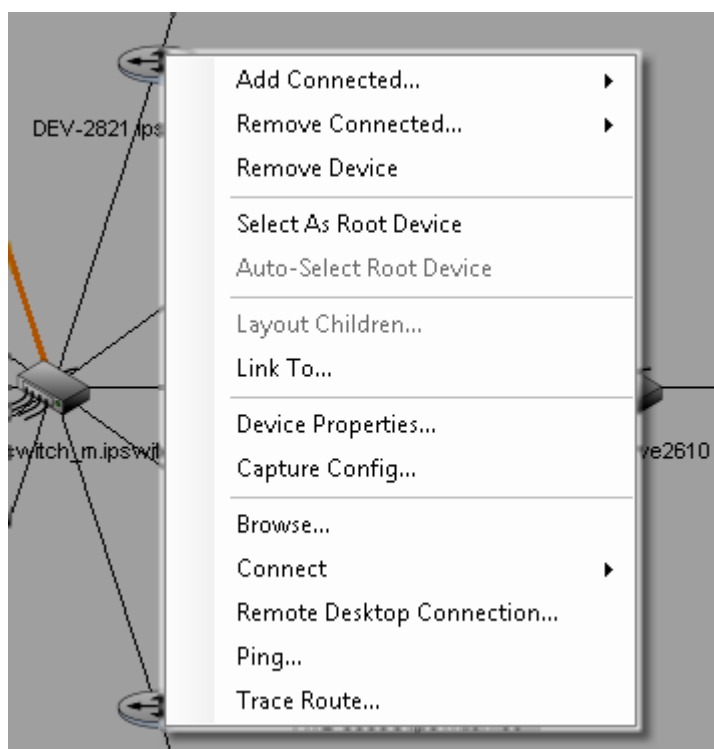 Add Connected...
DEV-2821.ips
Remove Connected...
Remove Device
Select As Root Device
Auto-Select Root Device
Layout Children...
Link To...
Device Properties...
switch_m.ipswit
ve2610
Capture Config...
Browse...
Connect
Remote Desktop Connection...
Ping...
Trace Route...